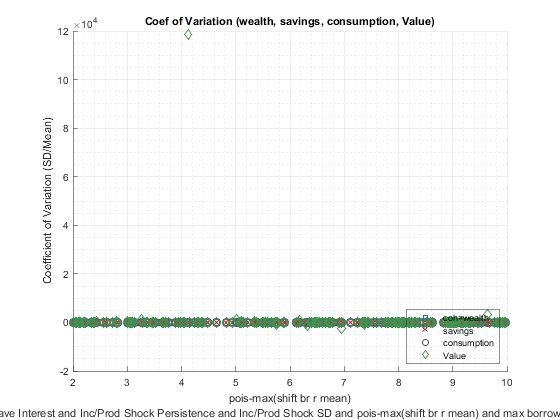 Coef of Variation (wealth, savings, consumption, Value)
×10⁴
12
10
8
6
4
2
0
-2
Coefficient of Variation (SD/Mean)
2 3 4 5 6 7 8 9 10
pois-max(shift br r mean)
coh=wealth
savings
consumption
Value
ave Interest and Inc/Prod Shock Persistence and Inc/Prod Shock SD and pois-max(shift br r mean) and max borrow